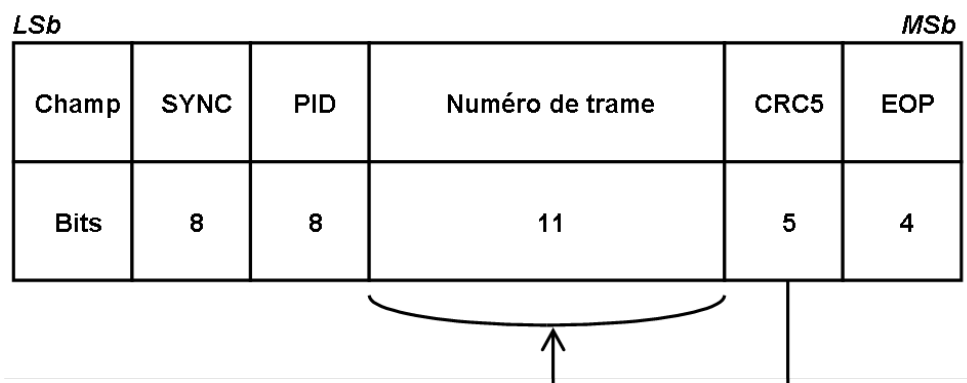 LSb MSb
Champ SYNC PID Numéro de trame CRC5 EOP
Bits 8 8 11 5 4